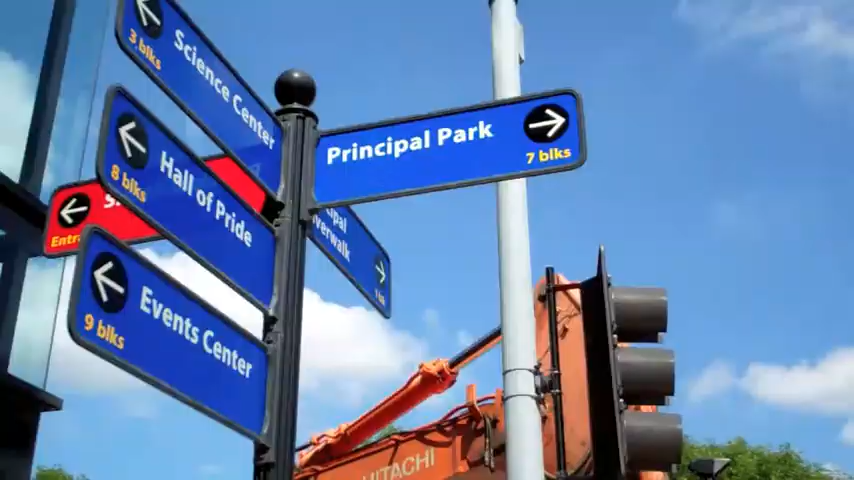 Science Center
3 blks
Principal Park
7 blks
Hall of Pride
8 blks
Events Center
9 blks
HITACHI